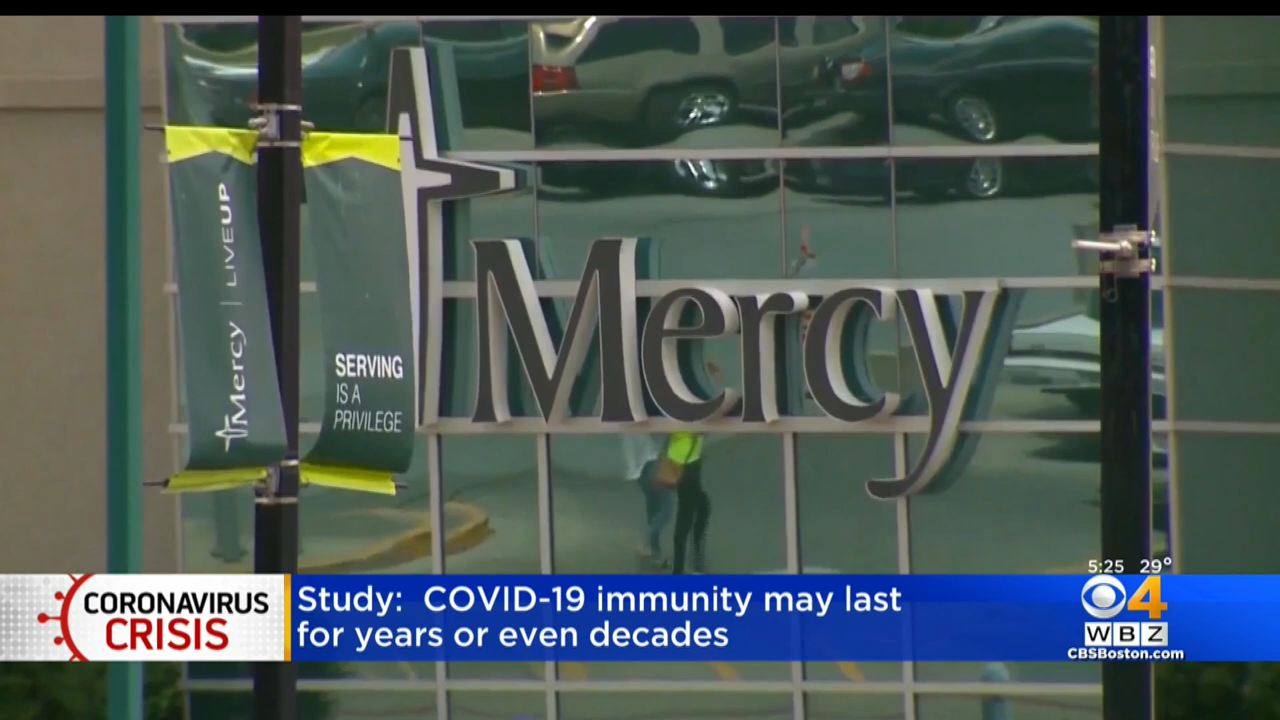 Mercy | LIVEUP
SERVING
IS A
PRIVILEGE
Mercy
5:25 29°
CORONAVIRUS
CRISIS
Study: COVID-19 immunity may last
for years or even decades
4
WBZ
CBSBoston.com